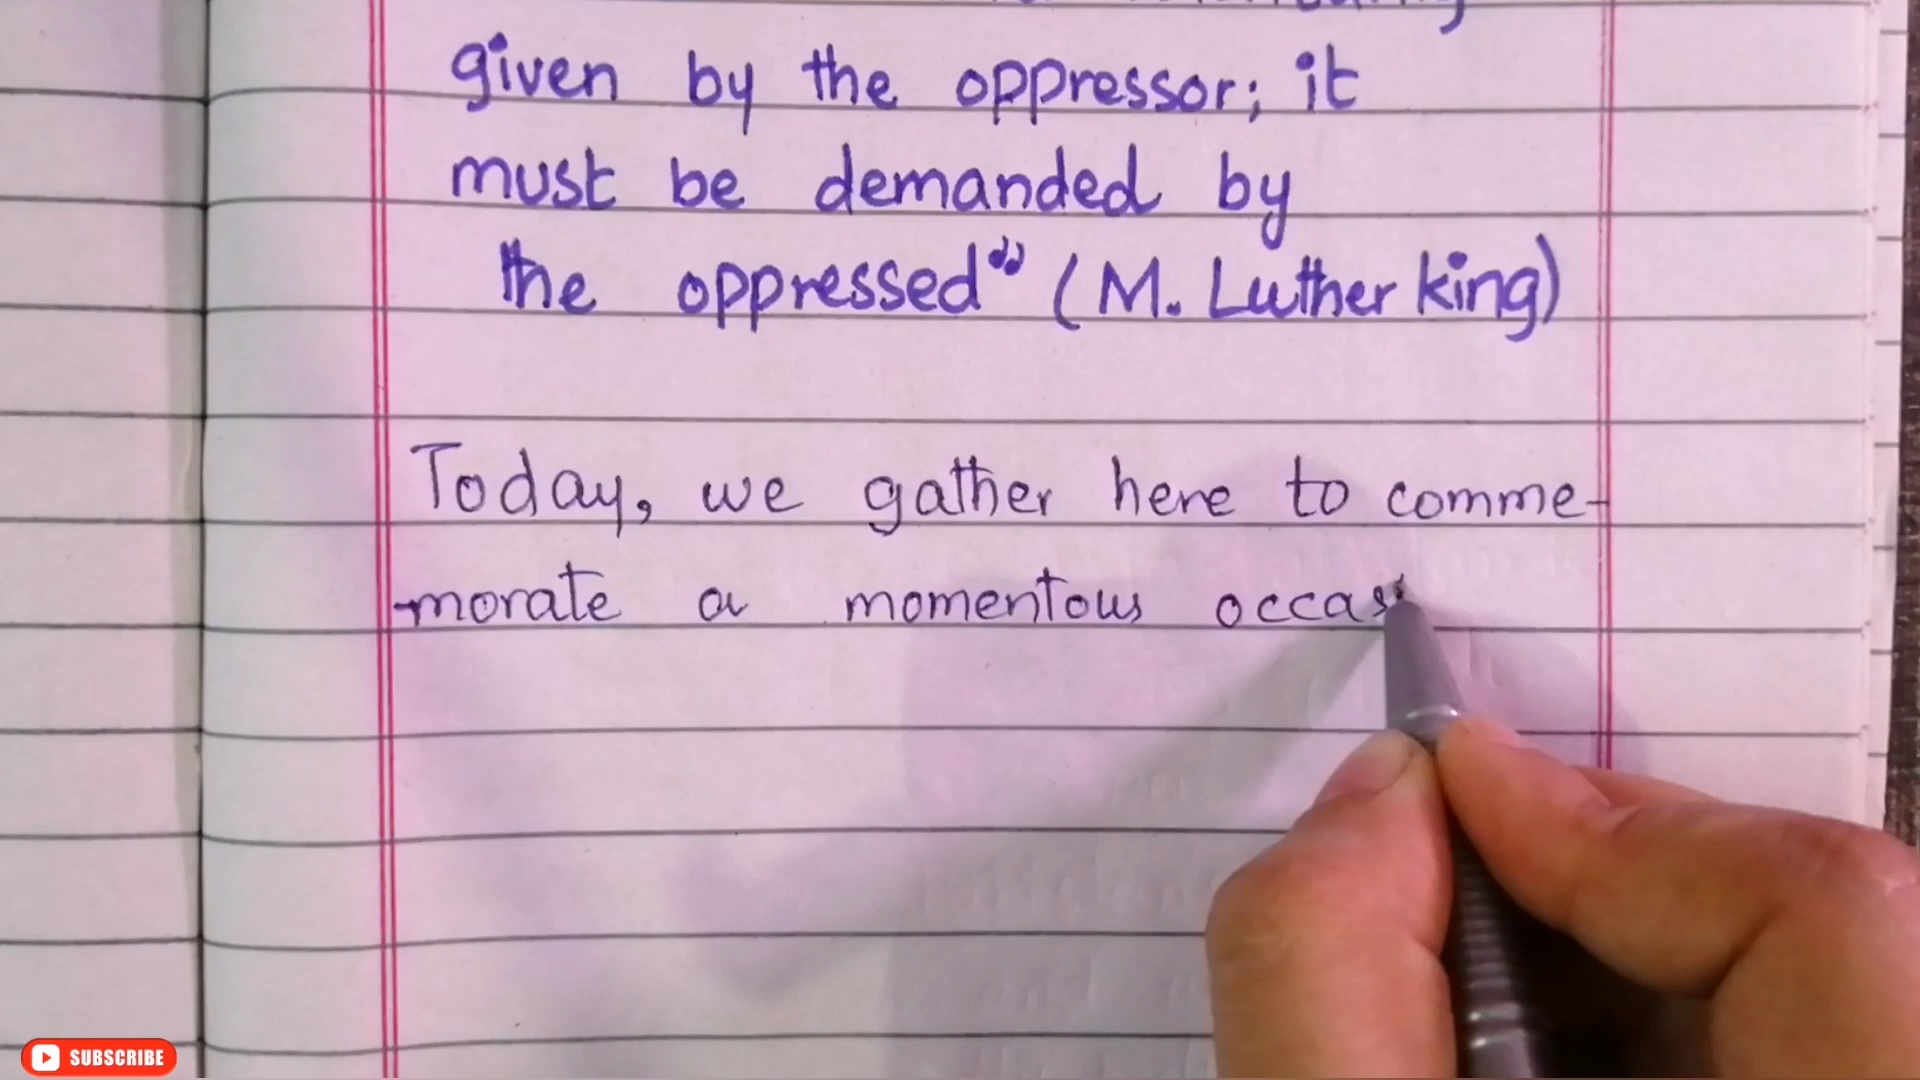 given by the oppressor; it
must be demanded by
the oppressed" (M. Luther king)
Today, we gather here to comme-
-morate a momentous occasi
SUBSCRIBE